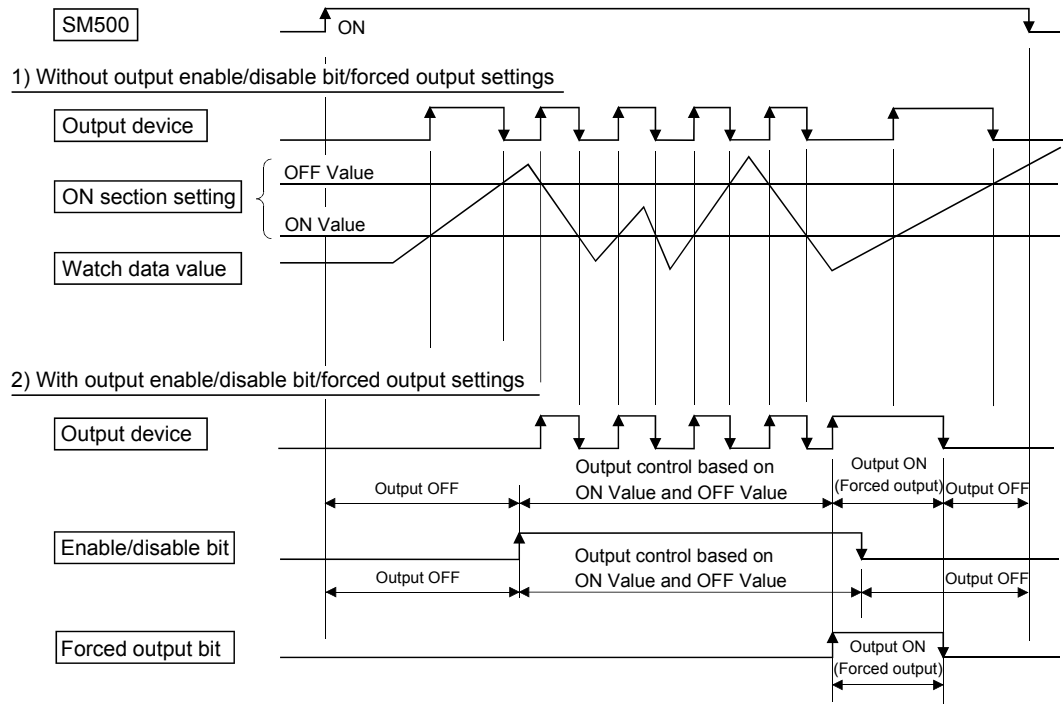 SM500
ON
1) Without output enable/disable bit/forced output settings
Output device
OFF Value
ON section setting
ON Value
Watch data value
2) With output enable/disable bit/forced output settings
Output device
Output OFF
Output control based on
ON Value and OFF Value
Output ON
(Forced output)
Output OFF
Enable/disable bit
Output OFF
Output control based on
ON Value and OFF Value
Output OFF
Forced output bit
Output ON
(Forced output)